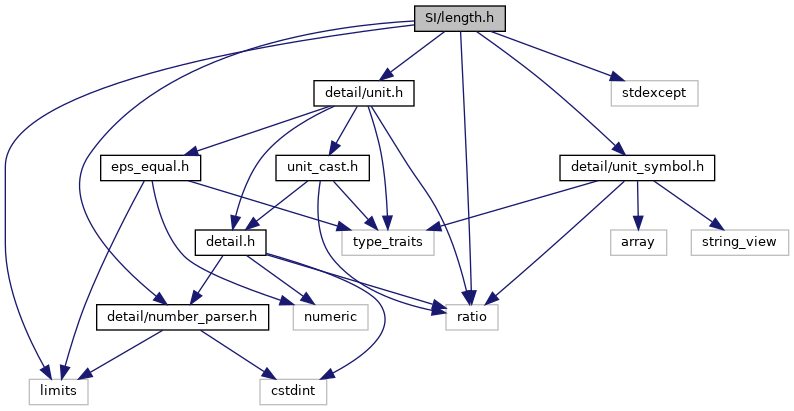 SI/length.h
detail/unit.h
stdexcept
eps_equal.h
unit_cast.h
detail/unit_symbol.h
detail.h
type_traits
array
string_view
detail/number_parser.h
numeric
ratio
limits
cstdint